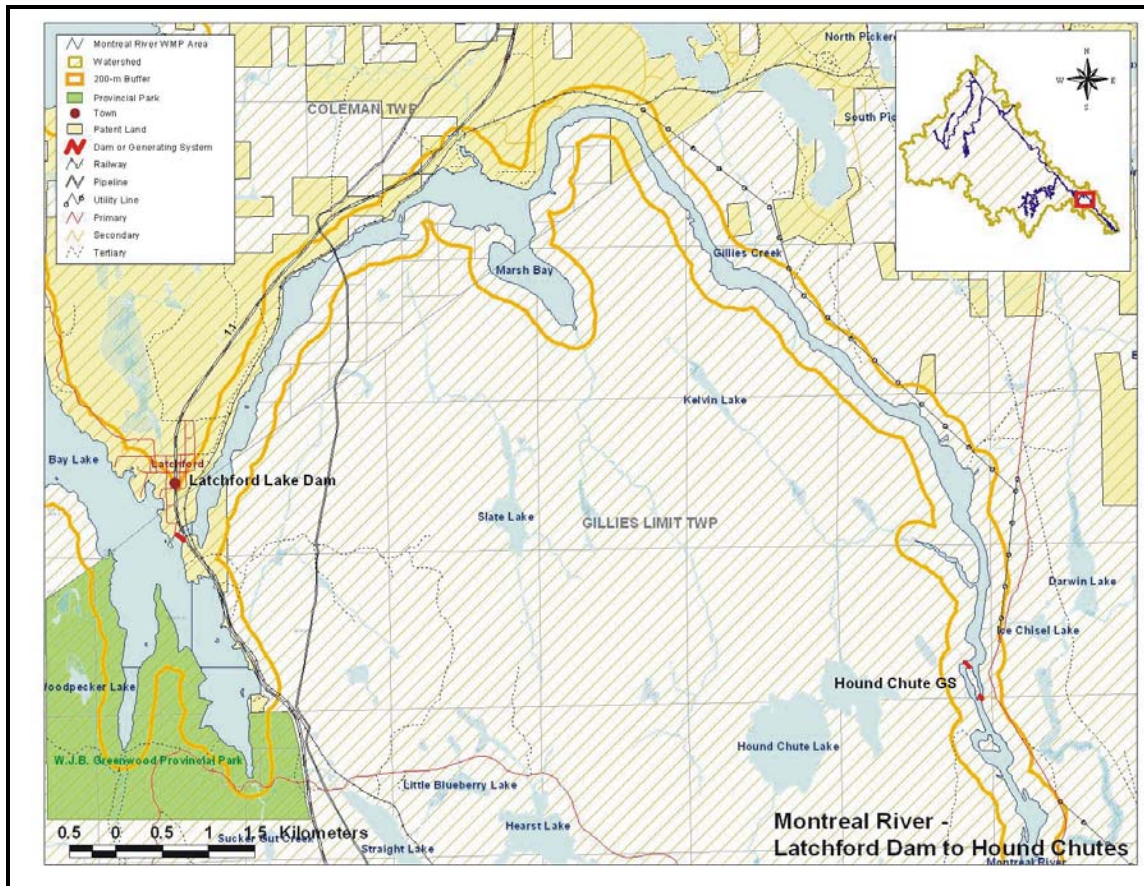 Montreal River WMP Area
Watershed
200-m Buffer
Provincial Park
Town
Patent Land
Dam or Generating System
Railway
Pipeline
Utility Line
Primary
Secondary
Tertiary
COLEMAN TWP
North Picker
South Pic
N
W E
S
Marsh Bay
Gillies Creek
11
Kelvin Lake
Bay Lake
Latchford
Latchford Lake Dam
Slate Lake
GILLIES LIMIT TWP
Darwin Lake
Ice Chisel Lake
Hound Chute GS
Woodpecker Lake
Hound Chute Lake
W.J.B. Greenwood Provincial Park
Little Blueberry Lake
0.5 0 0.5 1 1.5 Kilometers
Sucker Gut Creek
Straight Lake
Hearst Lake
Montreal River -
Latchford Dam to Hound Chutes
Montreal River